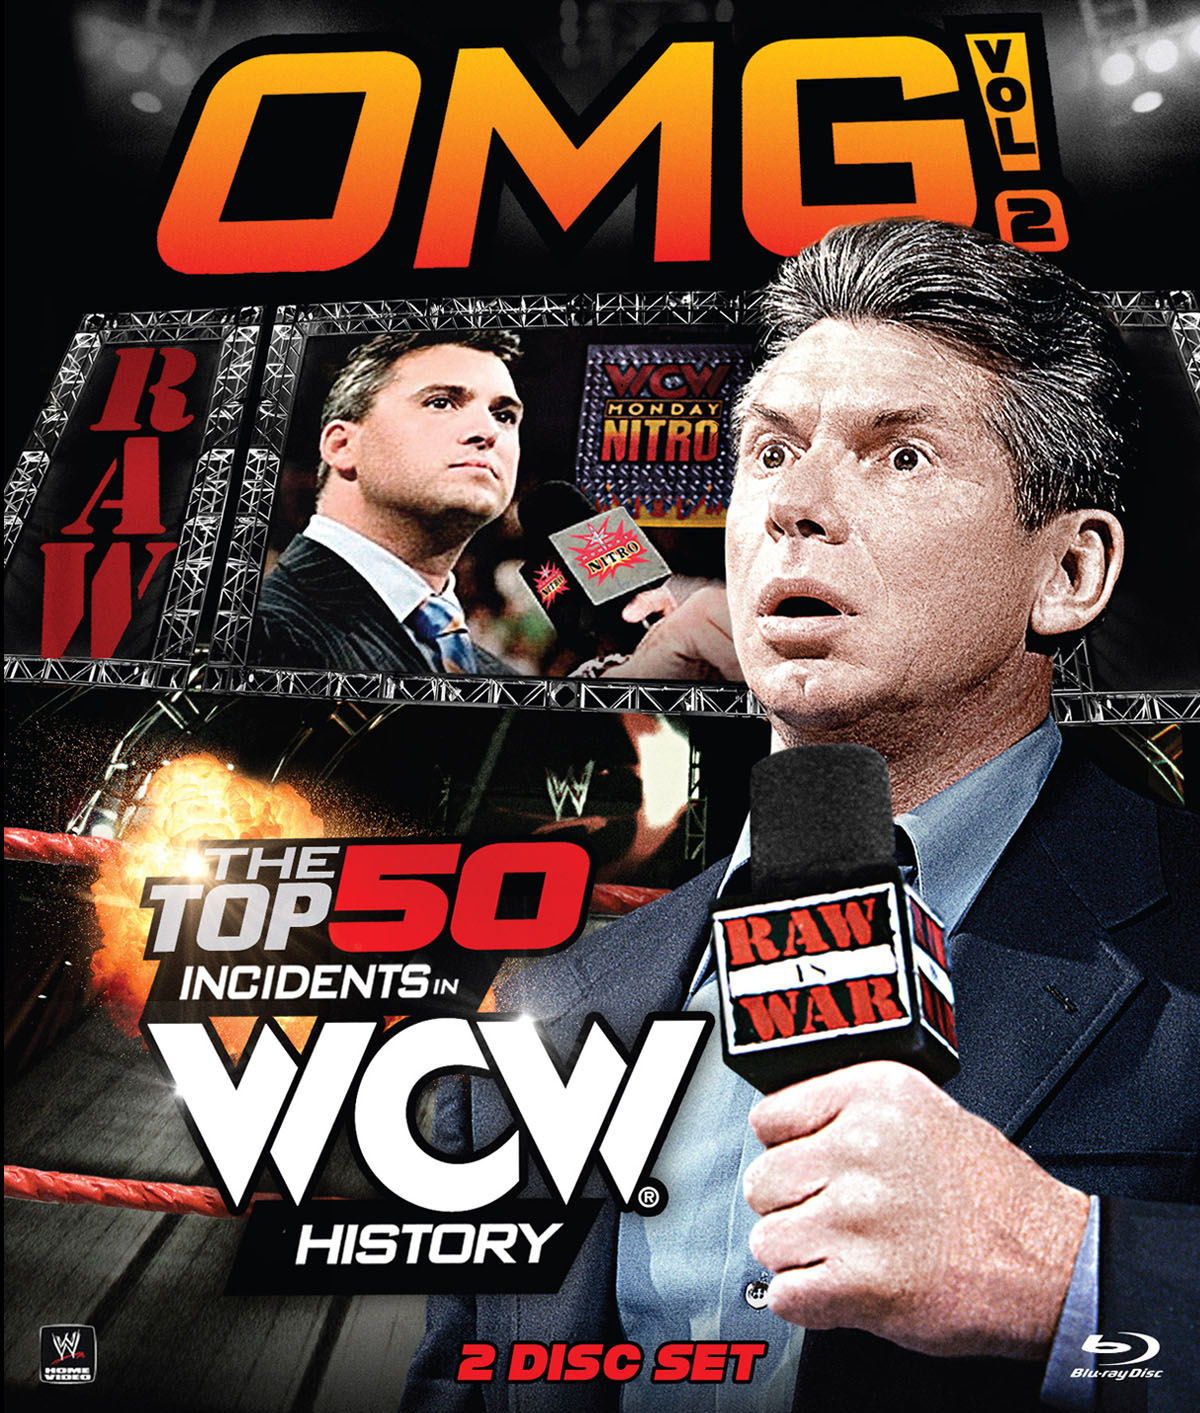 OMG!
VOL
2
RAW
WCW
MONDAY
NITRO
NITRO
NITRO
W
THE
TOP 50
INCIDENTS IN
WCW®
HISTORY
RAW
IS
WAR
W
HOME
VIDEO
2 DISC SET
Blu-ray Disc